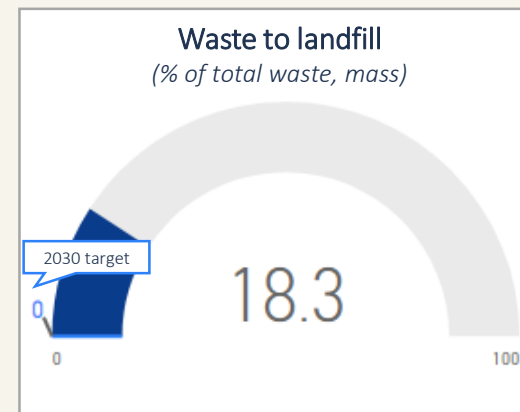 Waste to landfill
(% of total waste, mass)
2030 target
0
18.3
0
100